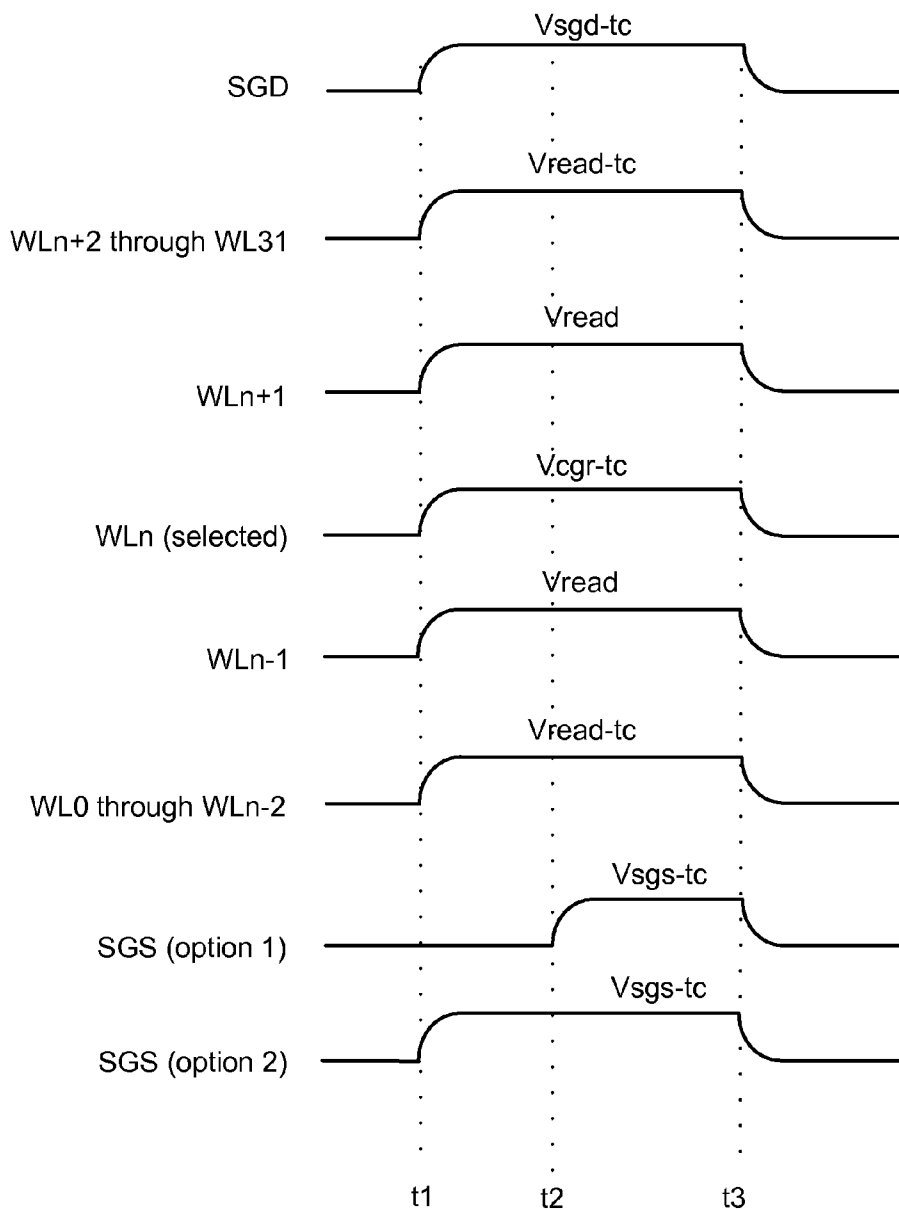 Vsgd-tc
SGD
Vread-tc
WLn+2 through WL31
Vread
WLn+1
Vcgr-tc
WLn (selected)
Vread
WLn-1
Vread-tc
WL0 through WLn-2
Vsgs-tc
SGS (option 1)
Vsgs-tc
SGS (option 2)
t1 t2 t3